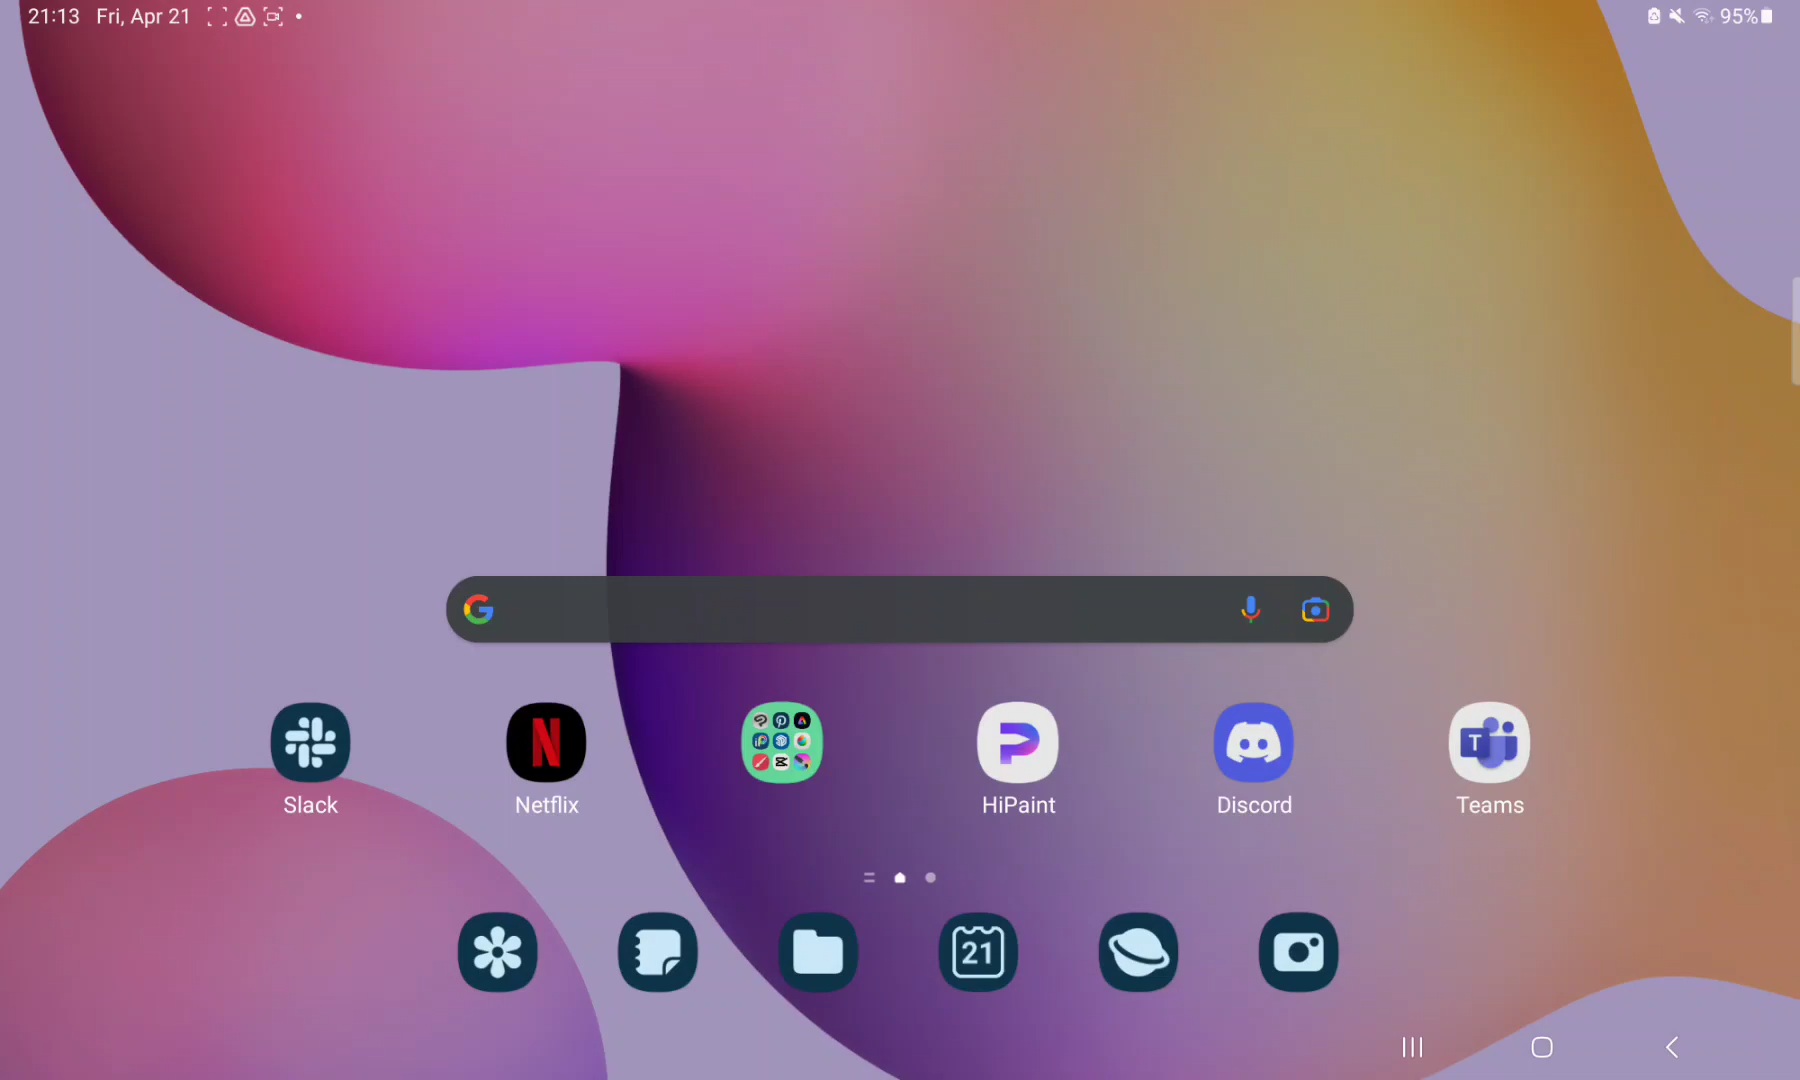 21:13 Fri, Apr 21
95%
Slack
Netflix
HiPaint
Discord
Teams
21